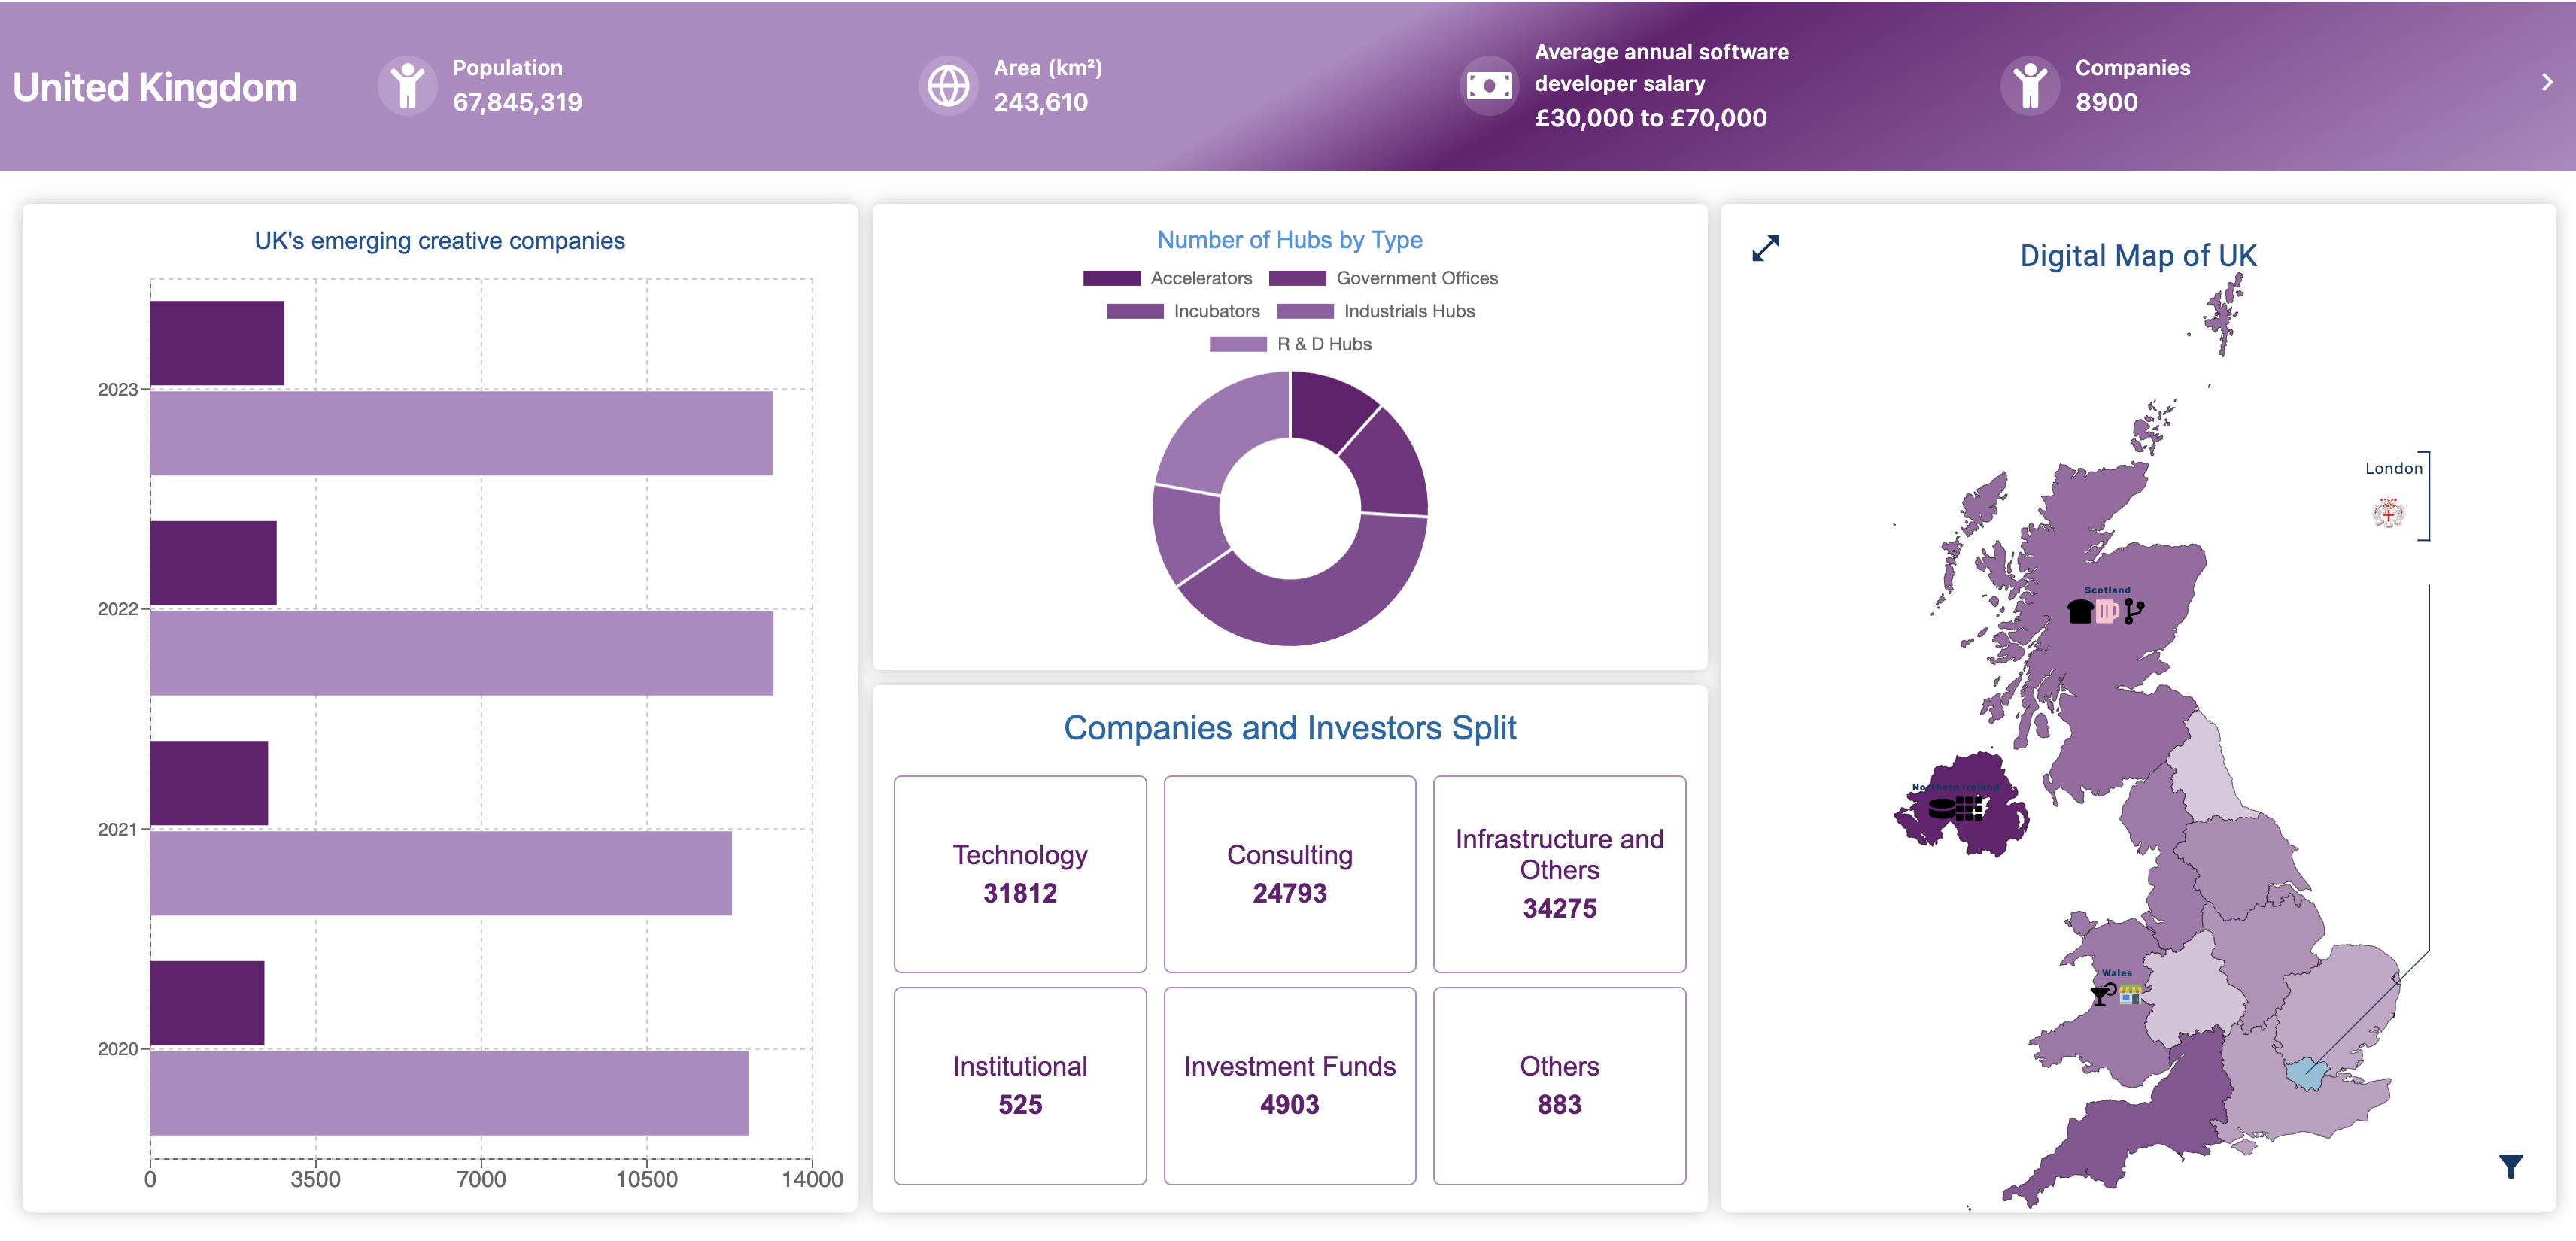 United Kingdom
Population
67,845,319
Area (km²)
243,610
Average annual software
developer salary
£30,000 to £70,000
Companies
8900
UK's emerging creative companies
2023
2022
2021
2020
0
3500
7000
10500
14000
Number of Hubs by Type
Accelerators
Government Offices
Incubators
Industrials Hubs
R & D Hubs
Companies and Investors Split
Technology
31812
Consulting
24793
Infrastructure and
Others
34275
Institutional
525
Investment Funds
4903
Others
883
Digital Map of UK
London
Scotland
Northern Ireland
Wales